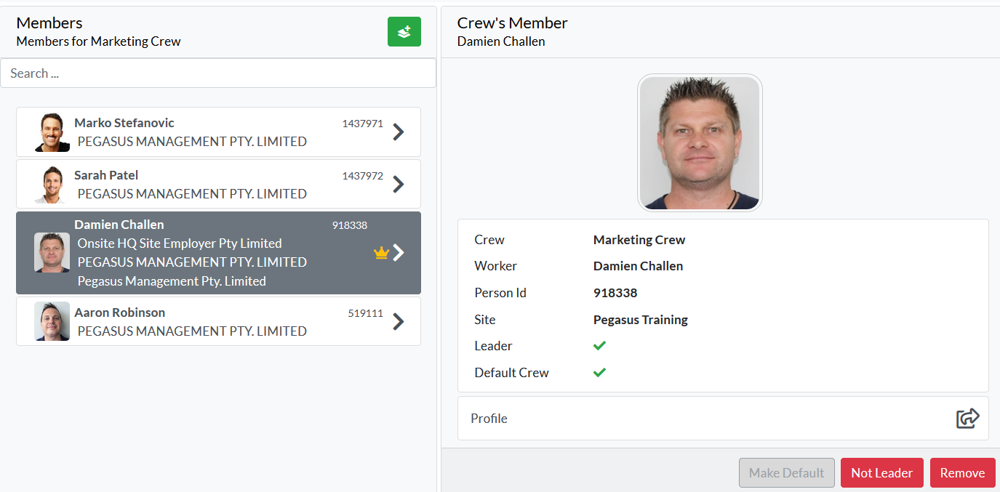 Members
Members for Marketing Crew
Search ...
Marko Stefanovic 1437971
PEGASUS MANAGEMENT PTY. LIMITED
Sarah Patel 1437972
PEGASUS MANAGEMENT PTY. LIMITED
Damien Challen 918338
Onsite HQ Site Employer Pty Limited
PEGASUS MANAGEMENT PTY. LIMITED
Pegasus Management Pty. Limited
Aaron Robinson 519111
PEGASUS MANAGEMENT PTY. LIMITED
Crew's Member
Damien Challen
Crew Marketing Crew
Worker Damien Challen
Person Id 918338
Site Pegasus Training
Leader
Default Crew
Profile
Make Default Not Leader Remove